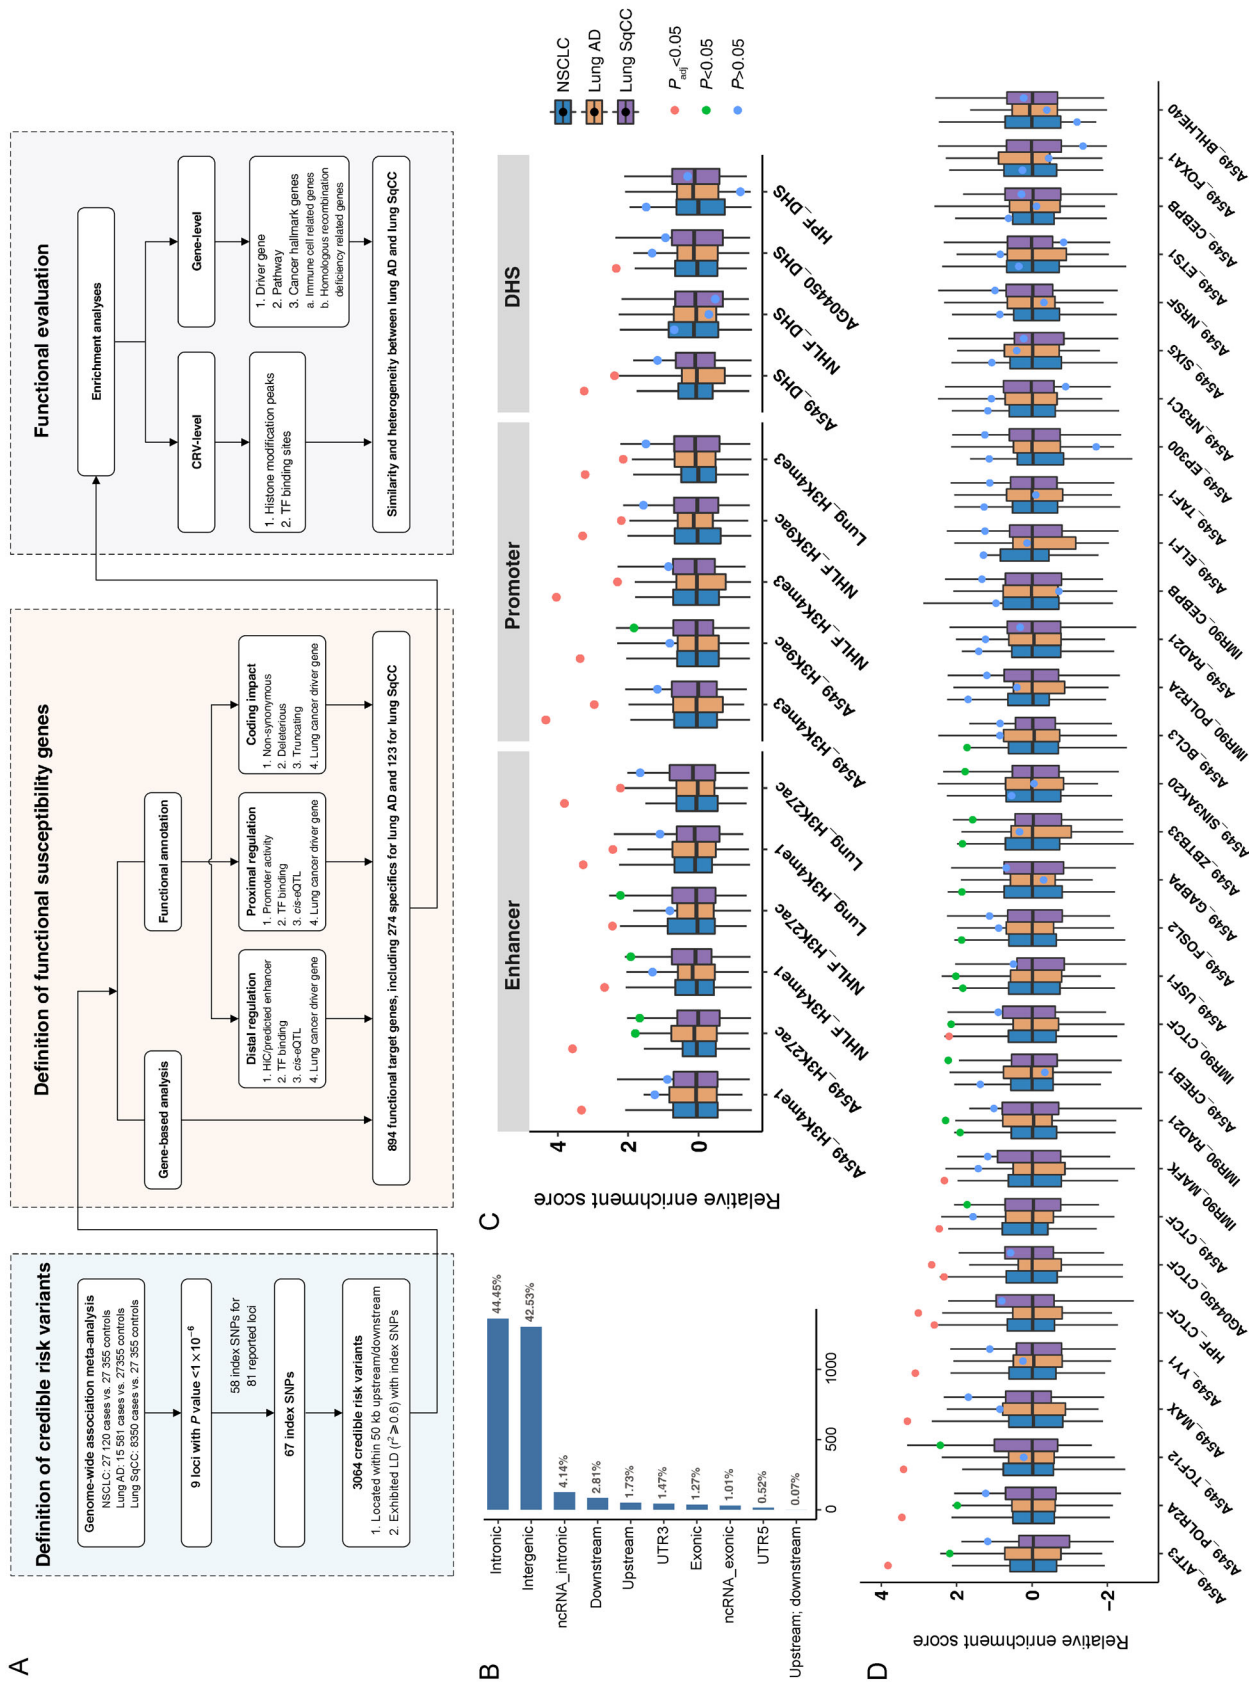 A
Definition of credible risk variants
Genome-wide association meta-analysis
NSCLC: 27 120 cases vs. 27 355 controls
Lung AD: 15 581 cases vs. 27355 controls
Lung SqCC: 8350 cases vs. 27 355 controls
9 loci with P value <1 × 10⁻⁶
58 index SNPs for
81 reported loci
67 index SNPs
3064 credible risk variants
1. Located within 50 kb upstream/downstream
2. Exhibited LD (r² ⩾ 0.6) with index SNPs
Definition of functional susceptibility genes
Gene-based analysis
Functional annotation
Distal regulation
1. HiC/predicted enhancer
2. TF binding
3. cis-eQTL
4. Lung cancer driver gene
Proximal regulation
1. Promoter activity
2. TF binding
3. cis-eQTL
4. Lung cancer driver gene
Coding impact
1. Non-synonymous
2. Deleterious
3. Truncating
4. Lung cancer driver gene
894 functional target genes, including 274 specifics for lung AD and 123 for lung SqCC
Functional evaluation
Enrichment analyses
CRV-level
Gene-level
1. Histone modification peaks
2. TF binding sites
1. Driver gene
2. Pathway
3. Cancer hallmark genes
a. Immune cell related genes
b. Homologous recombination
deficiency related genes
Similarity and heterogeneity between lung AD and lung SqCC
B
Intronic
44.45%
Intergenic
42.53%
ncRNA_intronic
4.14%
Downstream
2.81%
Upstream
1.73%
UTR3
1.47%
Exonic
1.27%
ncRNA_exonic
1.01%
UTR5
0.52%
Upstream; downstream
0.07%
0
500
1000
C
Relative enrichment score
4
2
0
Enhancer
Promoter
DHS
A549_H3K4me1
A549_H3K27ac
NHLF_H3K4me1
NHLF_H3K27ac
Lung_H3K4me1
Lung_H3K27ac
A549_H3K4me3
A549_H3K9ac
NHLF_H3K4me3
NHLF_H3K9ac
Lung_H3K4me3
A549_DHS
NHLF_DHS
AG04450_DHS
HPF_DHS
NSCLC
Lung AD
Lung SqCC
Padj<0.05
P<0.05
P>0.05
D
Relative enrichment score
4
2
0
−2
A549_ATF3
A549_POLR2A
A549_TCF12
A549_MAX
A549_YY1
HPF_CTCF
AG04450_CTCF
A549_CTCF
IMR90_MAFK
IMR90_RAD21
A549_CREB1
IMR90_CTCF
A549_USF1
A549_FOSL2
A549_GABPA
A549_ZBTB33
A549_SIN3AK20
A549_BCL3
IMR90_POLR2A
A549_RAD21
IMR90_CEBPB
A549_ELF1
A549_TAF1
A549_EP300
A549_NR3C1
A549_SIX5
A549_NRSF
A549_ETS1
A549_CEBPB
A549_FOXA1
A549_BHLHE40